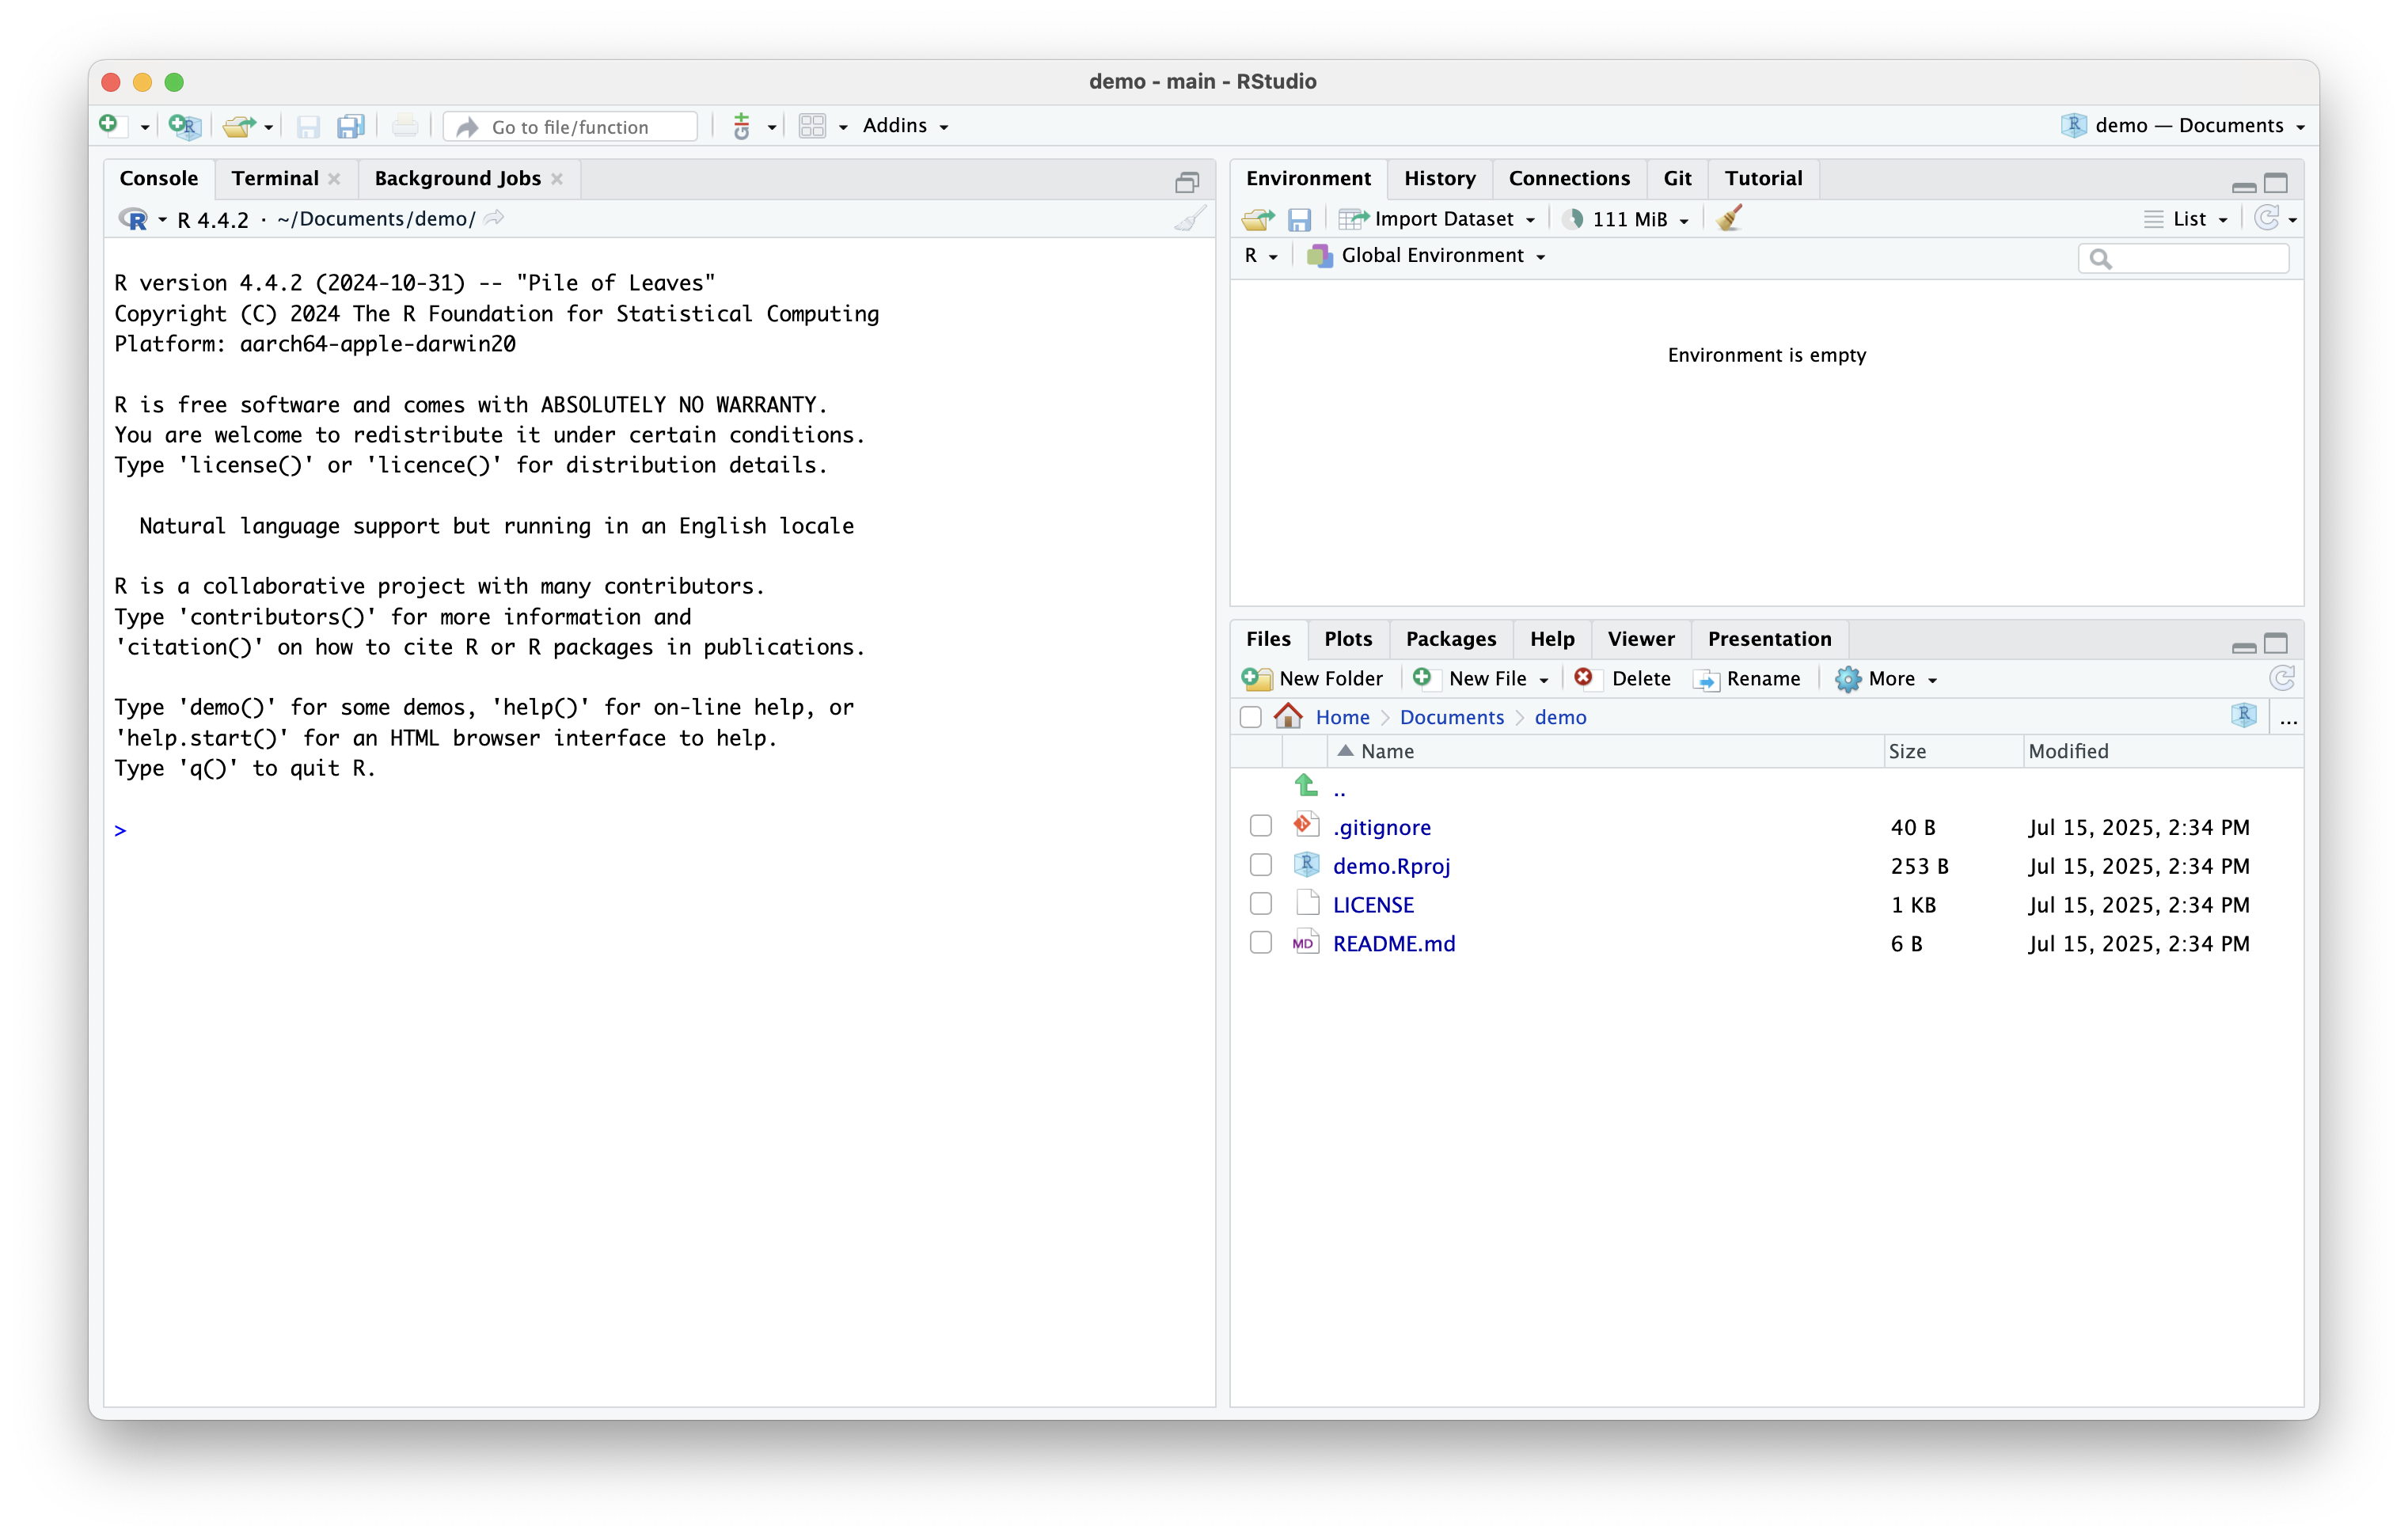 demo - main - RStudio
Go to file/function
Addins
demo — Documents
Console Terminal Background Jobs
R 4.4.2 · ~/Documents/demo/
R version 4.4.2 (2024-10-31) -- "Pile of Leaves"
Copyright (C) 2024 The R Foundation for Statistical Computing
Platform: aarch64-apple-darwin20
R is free software and comes with ABSOLUTELY NO WARRANTY.
You are welcome to redistribute it under certain conditions.
Type 'license()' or 'licence()' for distribution details.
Natural language support but running in an English locale
R is a collaborative project with many contributors.
Type 'contributors()' for more information and
'citation()' on how to cite R or R packages in publications.
Type 'demo()' for some demos, 'help()' for on-line help, or
'help.start()' for an HTML browser interface to help.
Type 'q()' to quit R.
>
Environment History Connections Git Tutorial
Import Dataset 111 MiB List
R Global Environment
Environment is empty
Files Plots Packages Help Viewer Presentation
New Folder New File Delete Rename More
Home Documents demo ...
Name Size Modified
..
.gitignore 40 B Jul 15, 2025, 2:34 PM
demo.Rproj 253 B Jul 15, 2025, 2:34 PM
LICENSE 1 KB Jul 15, 2025, 2:34 PM
README.md 6 B Jul 15, 2025, 2:34 PM